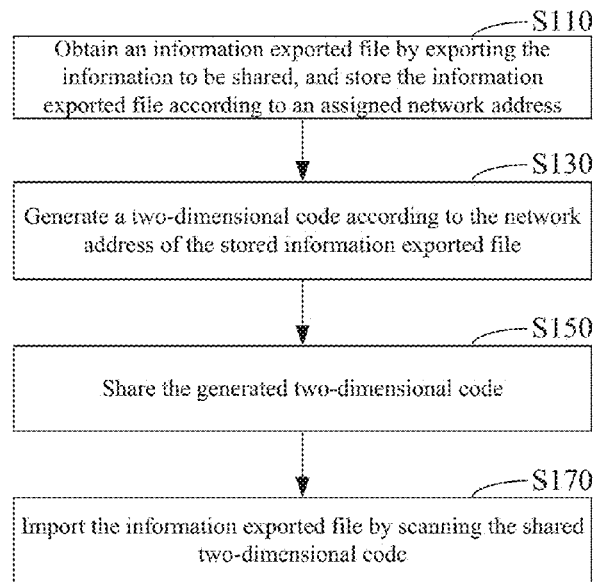 S110
Obtain an information exported file by exporting the
information to be shared, and store the information
exported file according to an assigned network address
S130
Generate a two-dimensional code according to the network
address of the stored information exported file
S150
Share the generated two-dimensional code
S170
Import the information exported file by scanning the shared
two-dimensional code